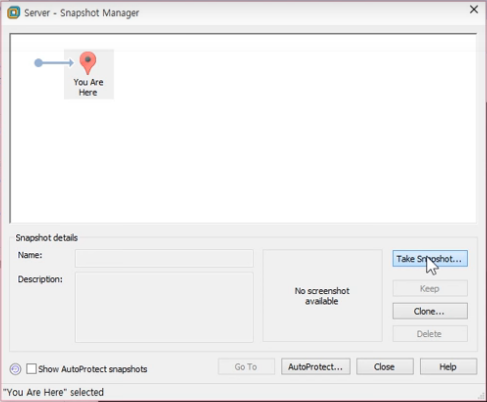 Server - Snapshot Manager
You Are
Here
Snapshot details
Name:
Take Snapshot...
Description:
No screenshot
available
Keep
Clone...
Delete
Show AutoProtect snapshots
Go To
AutoProtect...
Close
Help
"You Are Here" selected